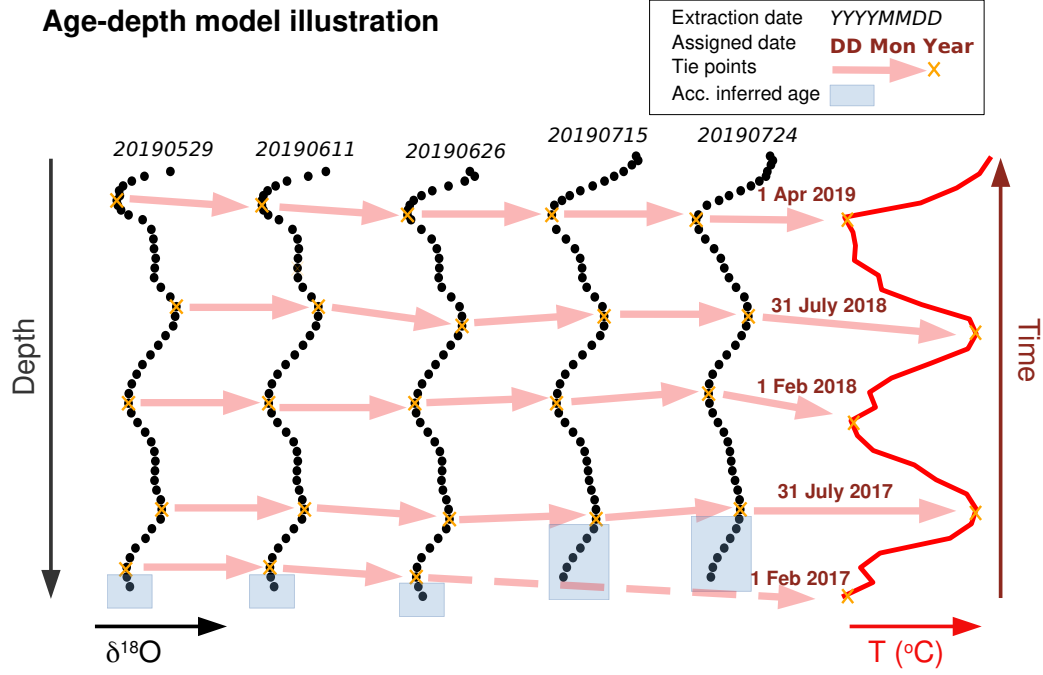 Age-depth model illustration
Extraction date YYYYMMDD
Assigned date DD Mon Year
Tie points
Acc. inferred age
20190529 20190611 20190626 20190715 20190724
1 Apr 2019
31 July 2018
1 Feb 2018
31 July 2017
1 Feb 2017
Depth
Time
δ¹⁸O
T (°C)